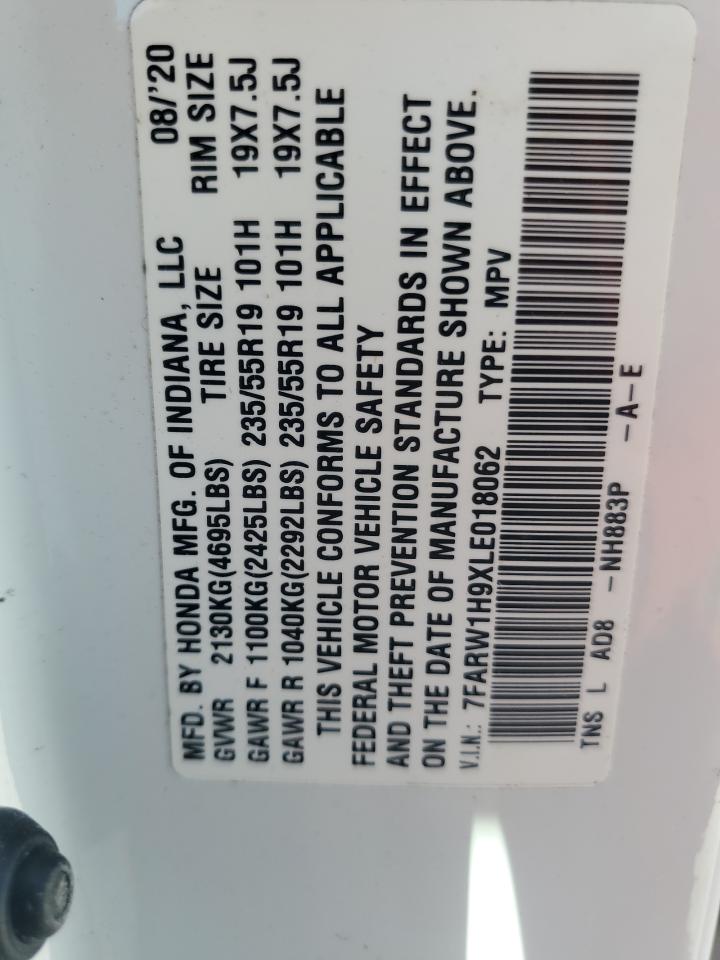 MFD. BY HONDA MFG. OF INDIANA, LLC 08/'20
GVWR 2130KG(4695LBS) TIRE SIZE RIM SIZE
GAWR F 1100KG(2425LBS) 235/55R19 101H 19X7.5J
GAWR R 1040KG(2292LBS) 235/55R19 101H 19X7.5J
THIS VEHICLE CONFORMS TO ALL APPLICABLE
FEDERAL MOTOR VEHICLE SAFETY
AND THEFT PREVENTION STANDARDS IN EFFECT
ON THE DATE OF MANUFACTURE SHOWN ABOVE.
V.I.N.: 7FARW1H9XLE018062 TYPE: MPV
TNS L AD8 -NH883P -A-E